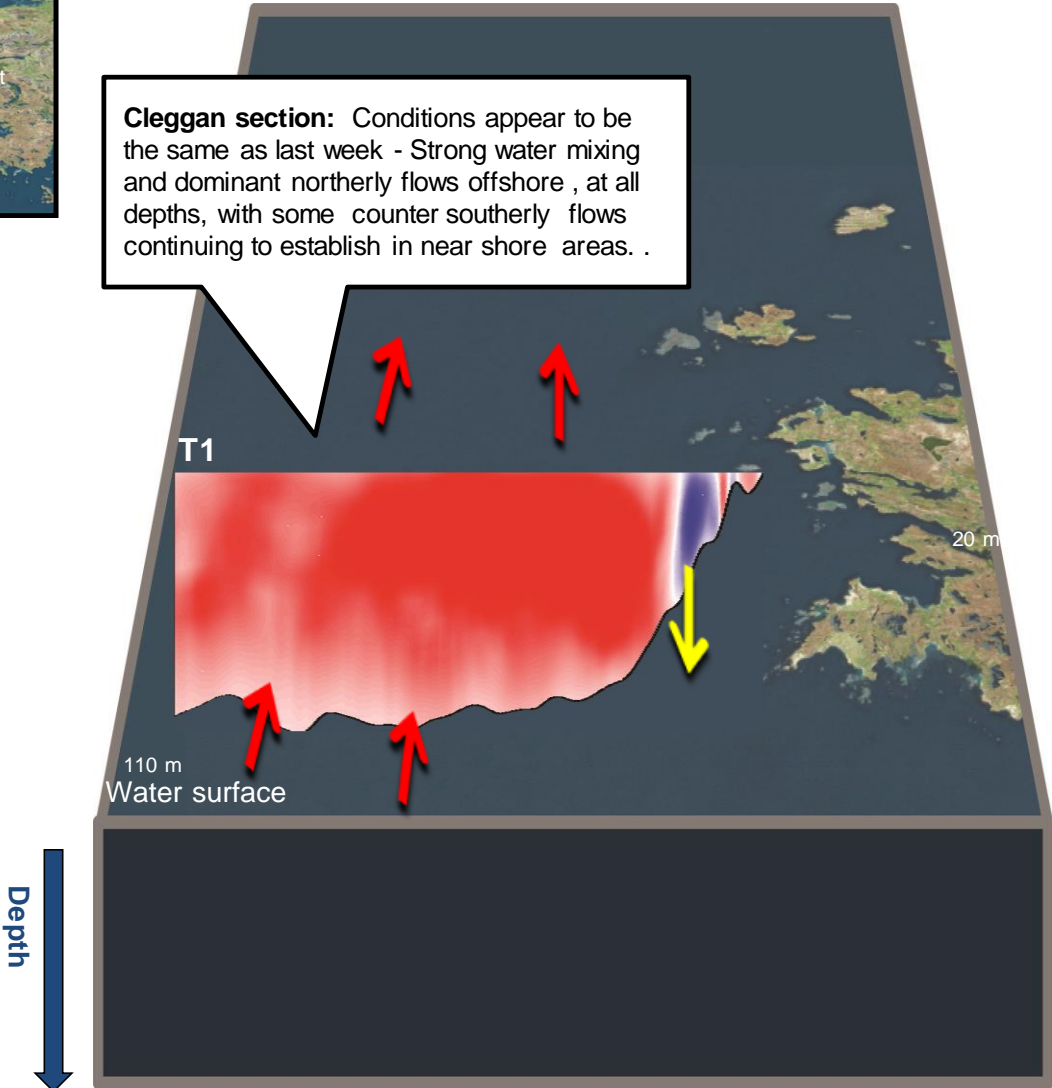 t
Cleggan section: Conditions appear to be
the same as last week - Strong water mixing
and dominant northerly flows offshore , at all
depths, with some counter southerly flows
continuing to establish in near shore areas. .
T1
20 m
110 m
Water surface
Depth